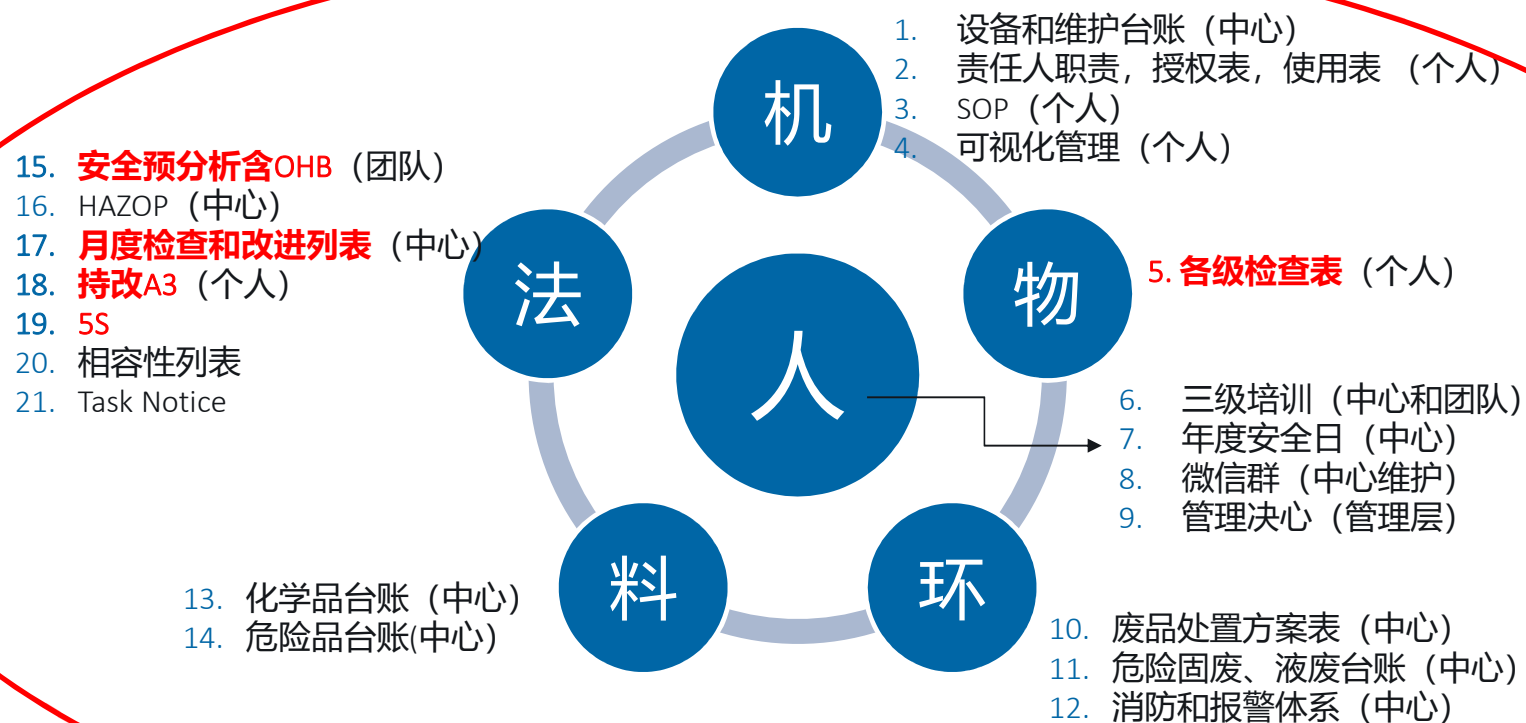 机
1. 设备和维护台账（中心）
2. 责任人职责，授权表，使用表 （个人）
3. SOP（个人）
4. 可视化管理（个人）
物
5. 各级检查表（个人）
人
6. 三级培训（中心和团队）
7. 年度安全日（中心）
8. 微信群（中心维护）
9. 管理决心（管理层）
环
10. 废品处置方案表（中心）
11. 危险固废、液废台账（中心）
12. 消防和报警体系（中心）
料
13. 化学品台账（中心）
14. 危险品台账(中心）
法
15. 安全预分析含OHB（团队）
16. HAZOP（中心）
17. 月度检查和改进列表（中心）
18. 持改A3（个人）
19. 5S
20. 相容性列表
21. Task Notice